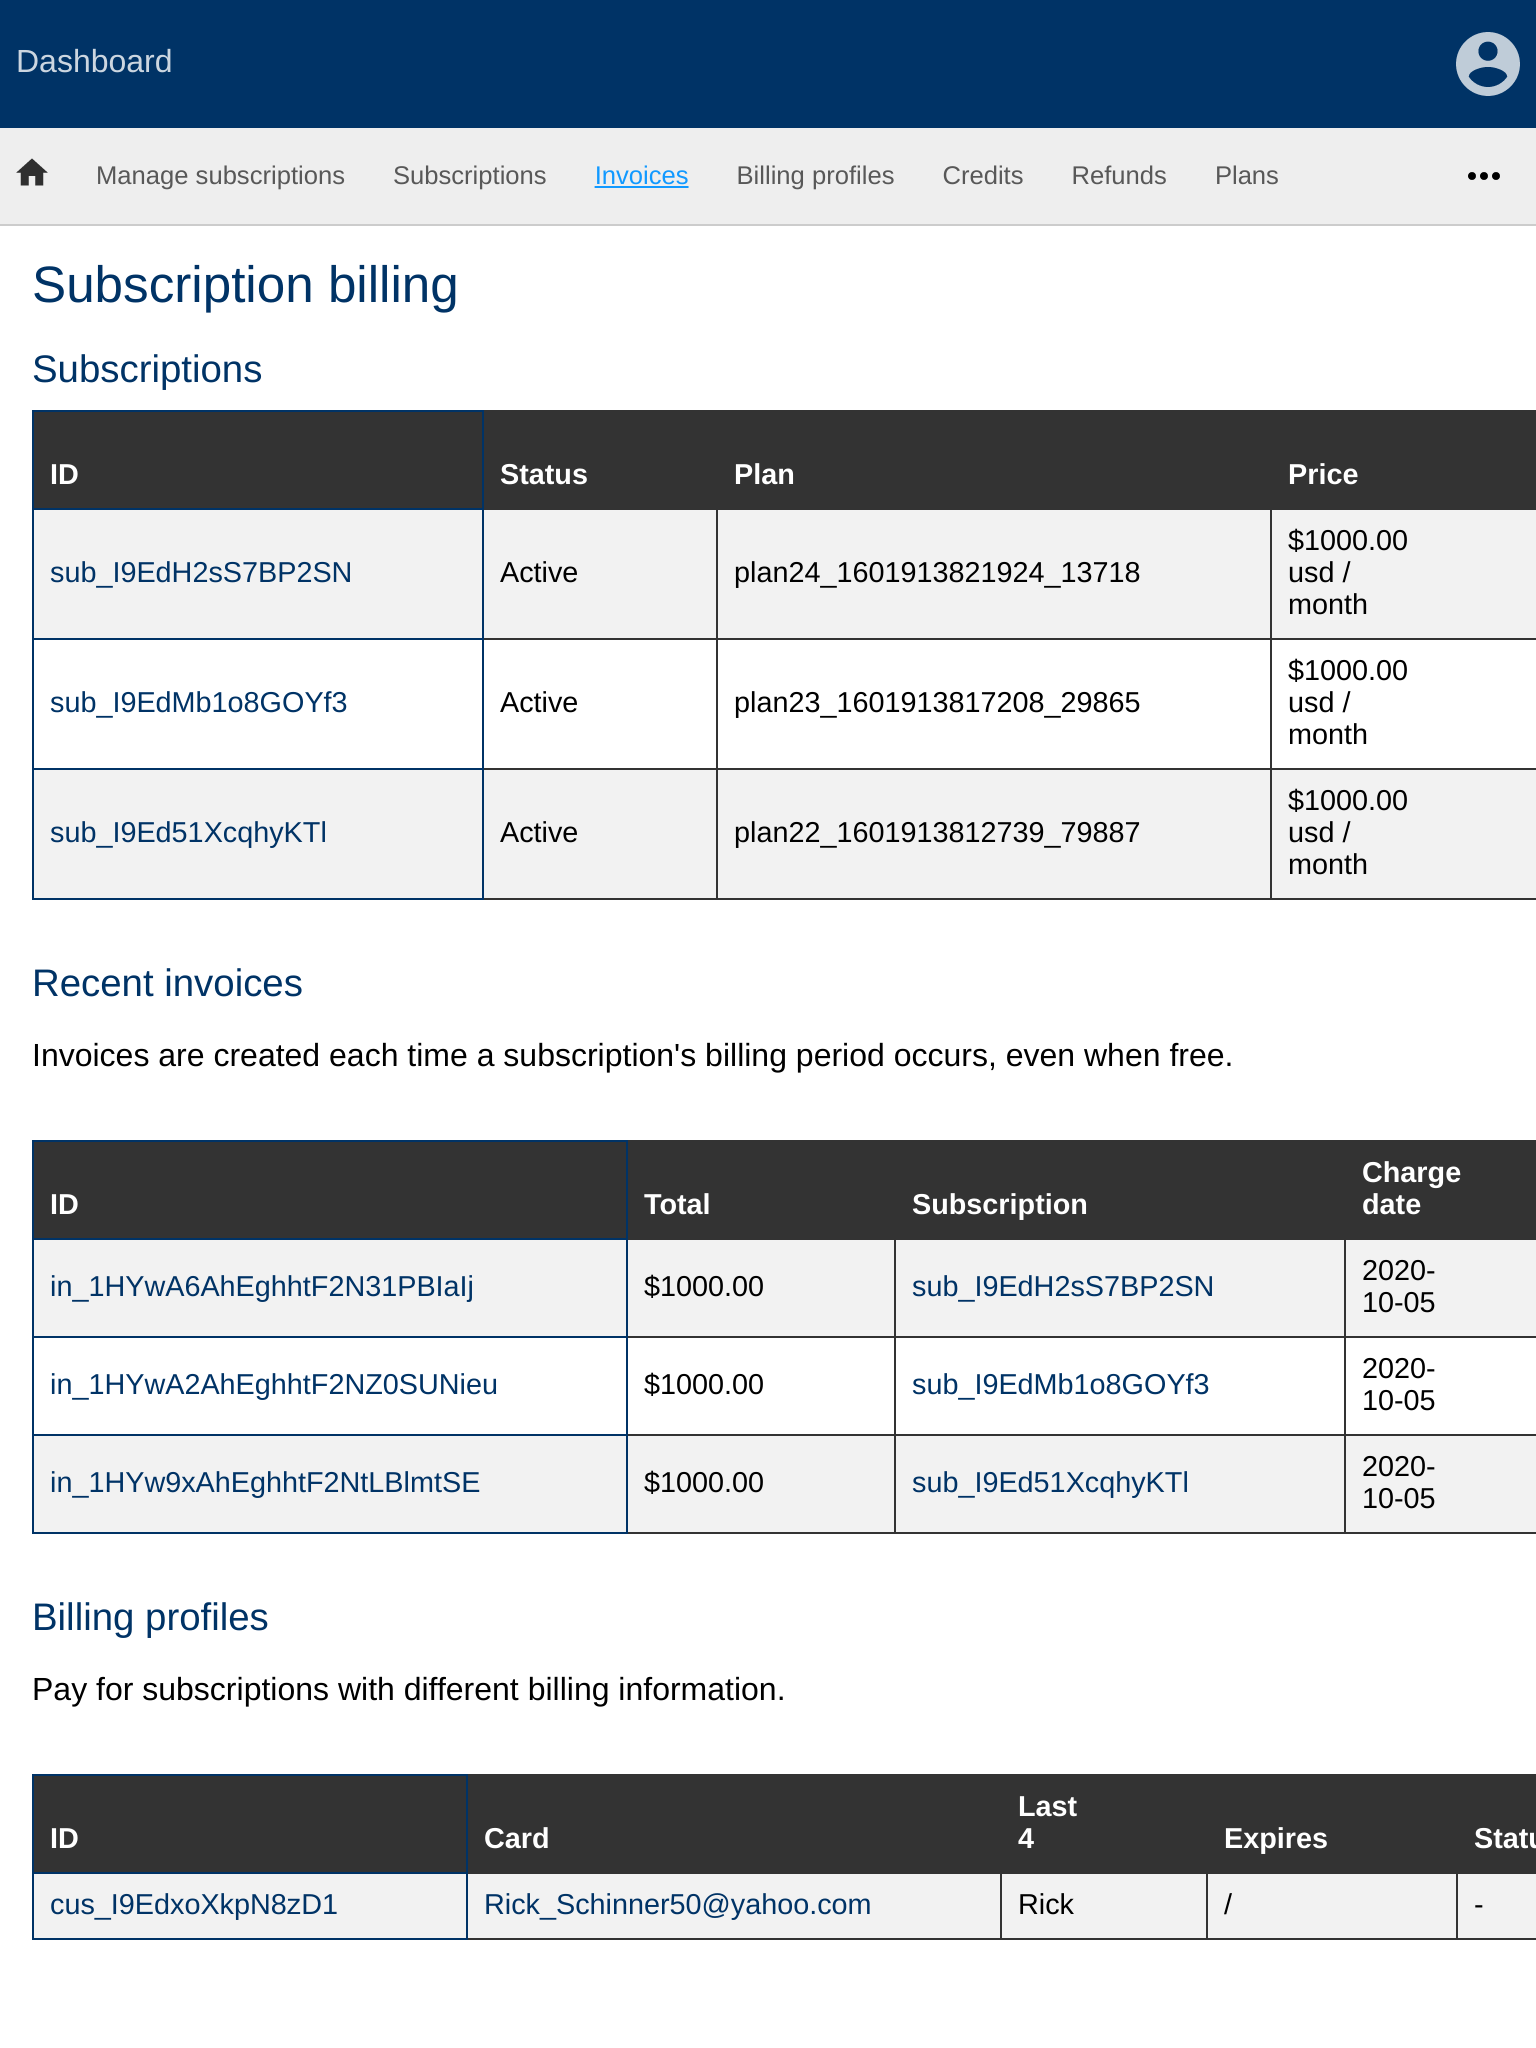 Dashboard
Manage subscriptions Subscriptions Invoices Billing profiles Credits Refunds Plans
Subscription billing
Subscriptions
ID Status Plan Price
sub_I9EdH2sS7BP2SN Active plan24_1601913821924_13718 $1000.00
usd /
month
sub_I9EdMb1o8GOYf3 Active plan23_1601913817208_29865 $1000.00
usd /
month
sub_I9Ed51XcqhyKTl Active plan22_1601913812739_79887 $1000.00
usd /
month
Recent invoices
Invoices are created each time a subscription's billing period occurs, even when free.
ID Total Subscription Charge
date
in_1HYwA6AhEghhtF2N31PBIaIj $1000.00 sub_I9EdH2sS7BP2SN 2020-
10-05
in_1HYwA2AhEghhtF2NZ0SUNieu $1000.00 sub_I9EdMb1o8GOYf3 2020-
10-05
in_1HYw9xAhEghhtF2NtLBlmtSE $1000.00 sub_I9Ed51XcqhyKTl 2020-
10-05
Billing profiles
Pay for subscriptions with different billing information.
ID Card Last
4 Expires Statu
cus_I9EdxoXkpN8zD1 Rick_Schinner50@yahoo.com Rick / -